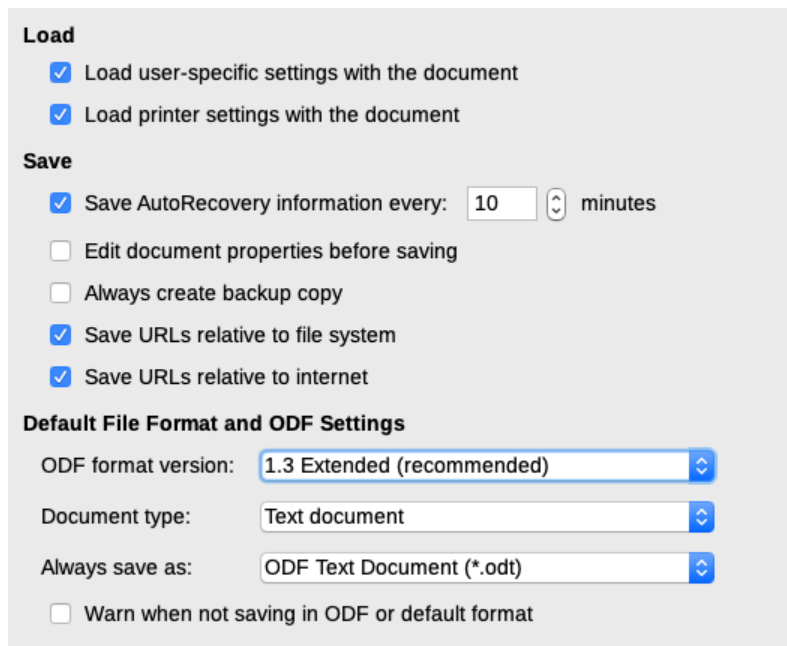 Load
Load user-specific settings with the document
Load printer settings with the document
Save
Save AutoRecovery information every: 10 minutes
Edit document properties before saving
Always create backup copy
Save URLs relative to file system
Save URLs relative to internet
Default File Format and ODF Settings
ODF format version: 1.3 Extended (recommended)
Document type: Text document
Always save as: ODF Text Document (*.odt)
Warn when not saving in ODF or default format